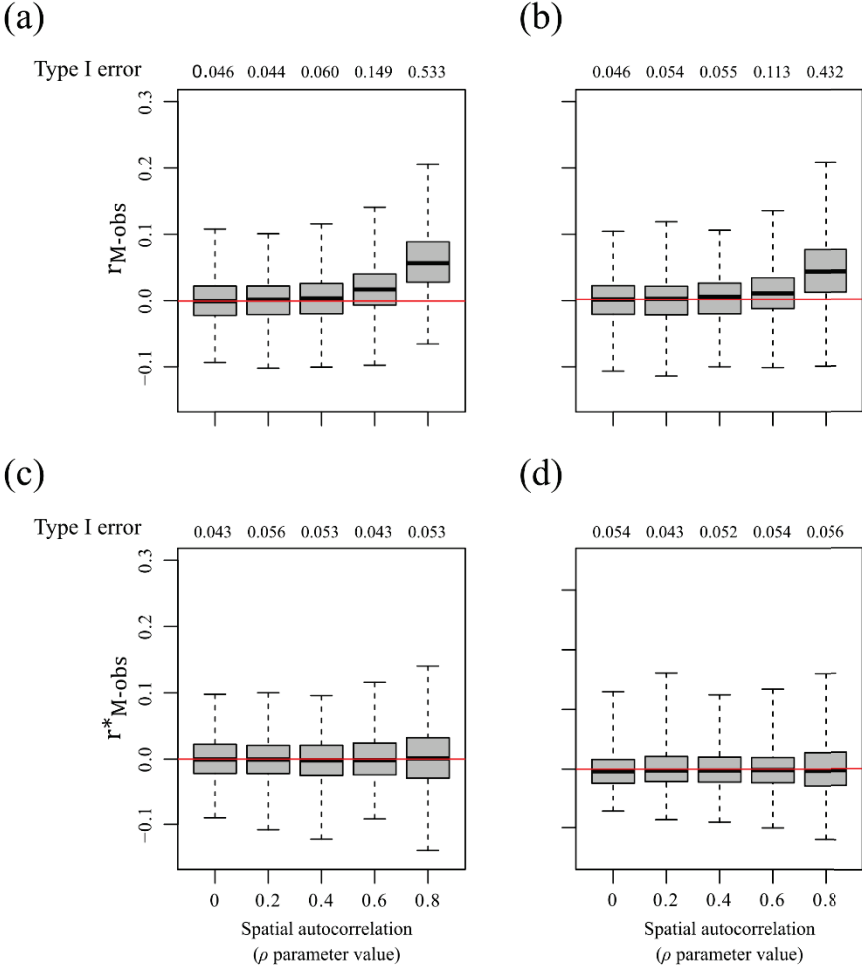 (a)
(b)
Type I error 0.046 0.044 0.060 0.149 0.533
0.046 0.054 0.055 0.113 0.432
0.3
0.2
0.1
0.0
−0.1
rM-obs
(c)
(d)
Type I error 0.043 0.056 0.053 0.043 0.053
0.054 0.043 0.052 0.054 0.056
0.3
0.2
0.1
0.0
−0.1
r*M-obs
0 0.2 0.4 0.6 0.8
0 0.2 0.4 0.6 0.8
Spatial autocorrelation
(ρ parameter value)
Spatial autocorrelation
(ρ parameter value)